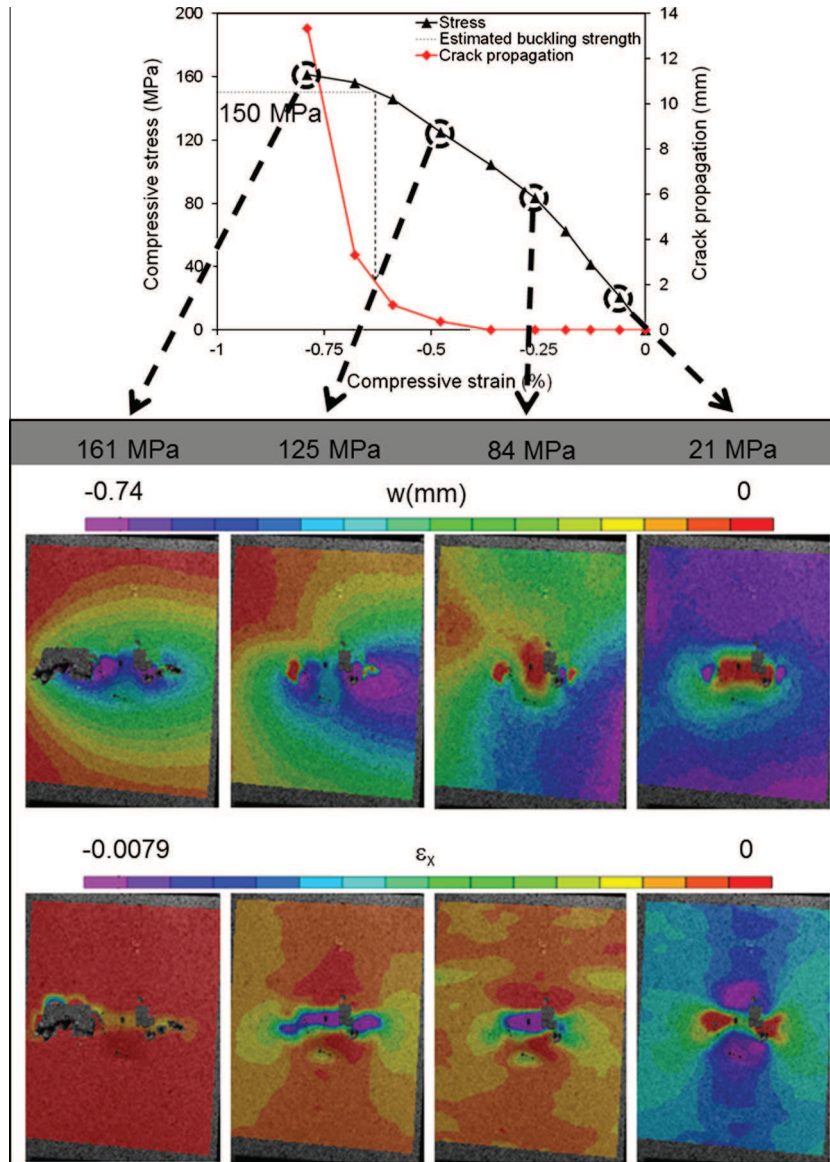 200
160
120
80
40
0
Compressive stress (MPa)
Stress
Estimated buckling strength
Crack propagation
150 MPa
14
12
10
8
6
4
2
0
Crack propagation (mm)
-1
-0.75
-0.5
-0.25
0
Compressive strain (%)
161 MPa
125 MPa
84 MPa
21 MPa
-0.74
w(mm)
0
-0.0079
εx
0